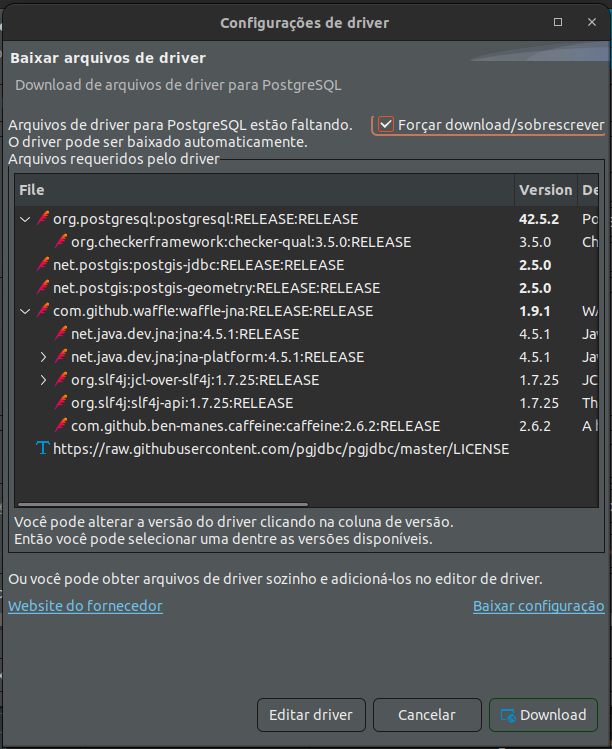 Configurações de driver
Baixar arquivos de driver
Download de arquivos de driver para PostgreSQL
Arquivos de driver para PostgreSQL estão faltando.
Forçar download/sobrescrever
O driver pode ser baixado automaticamente.
Arquivos requeridos pelo driver
File Version De
org.postgresql:postgresql:RELEASE:RELEASE 42.5.2 Po
org.checkerframework:checker-qual:3.5.0:RELEASE 3.5.0 Ch
net.postgis:postgis-jdbc:RELEASE:RELEASE 2.5.0
net.postgis:postgis-geometry:RELEASE:RELEASE 2.5.0
com.github.waffle:waffle-jna:RELEASE:RELEASE 1.9.1 WA
net.java.dev.jna:jna:4.5.1:RELEASE 4.5.1 Jav
net.java.dev.jna:jna-platform:4.5.1:RELEASE 4.5.1 Jav
org.slf4j:jcl-over-slf4j:1.7.25:RELEASE 1.7.25 JC
org.slf4j:slf4j-api:1.7.25:RELEASE 1.7.25 Th
com.github.ben-manes.caffeine:caffeine:2.6.2:RELEASE 2.6.2 A h
https://raw.githubusercontent.com/pgjdbc/pgjdbc/master/LICENSE
Você pode alterar a versão do driver clicando na coluna de versão.
Então você pode selecionar uma dentre as versões disponíveis.
Ou você pode obter arquivos de driver sozinho e adicioná-los no editor de driver.
Website do fornecedor
Baixar configuração
Editar driver
Cancelar
Download